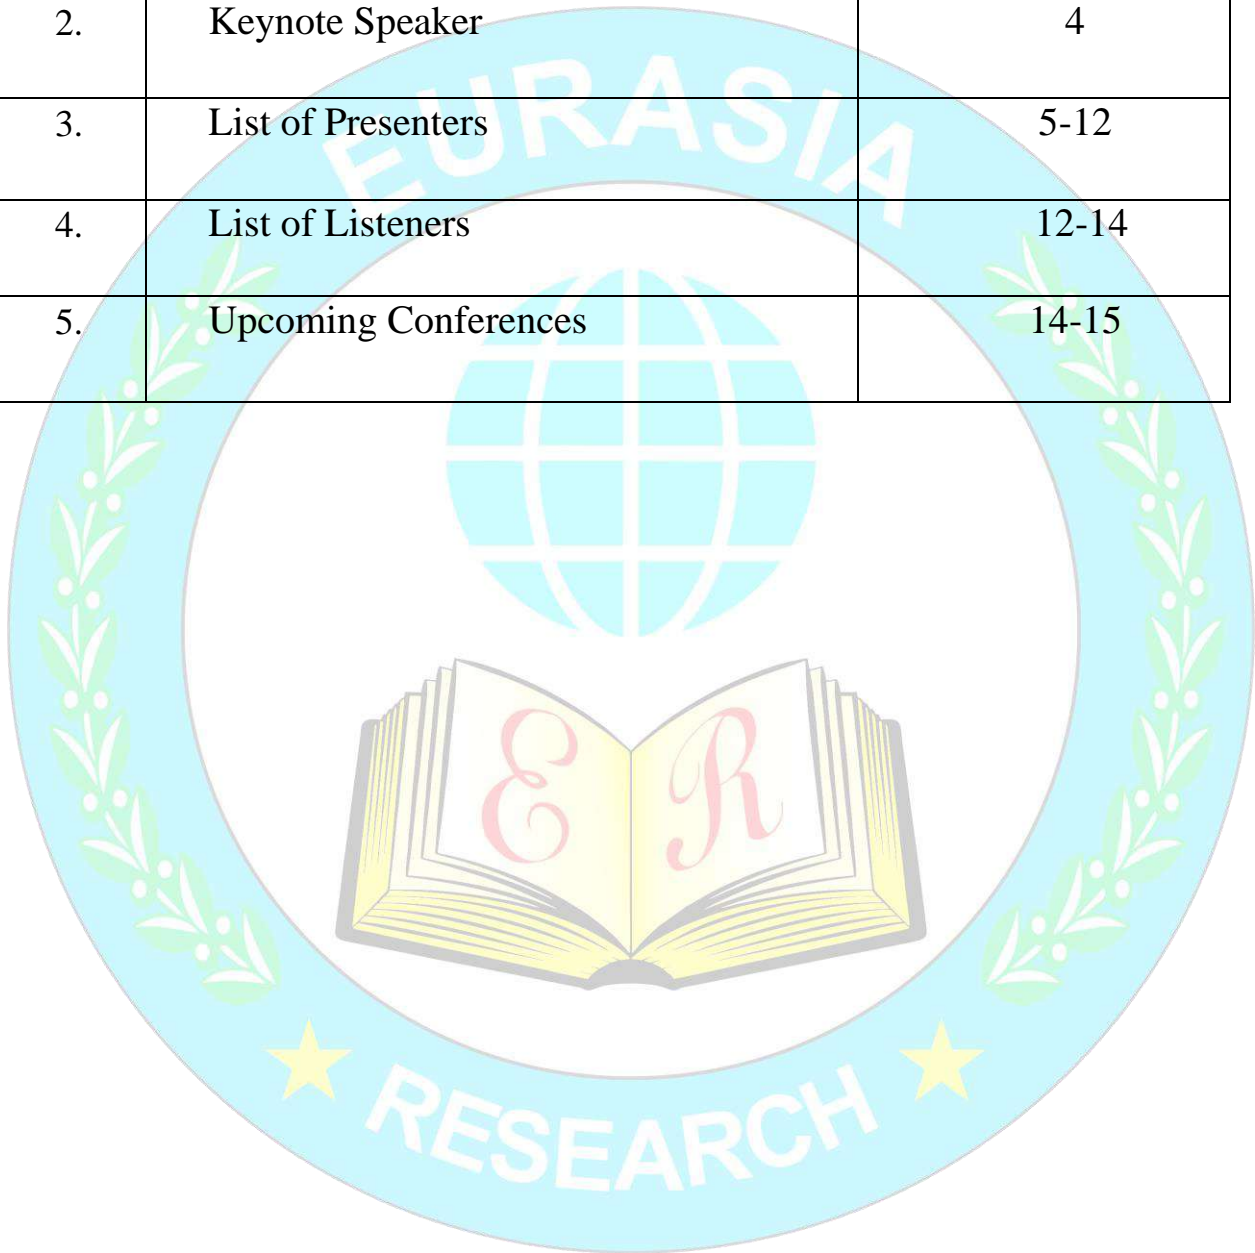 2. Keynote Speaker 4
3. List of Presenters 5-12
4. List of Listeners 12-14
5. Upcoming Conferences 14-15
EURASIA
E R
RESEARCH